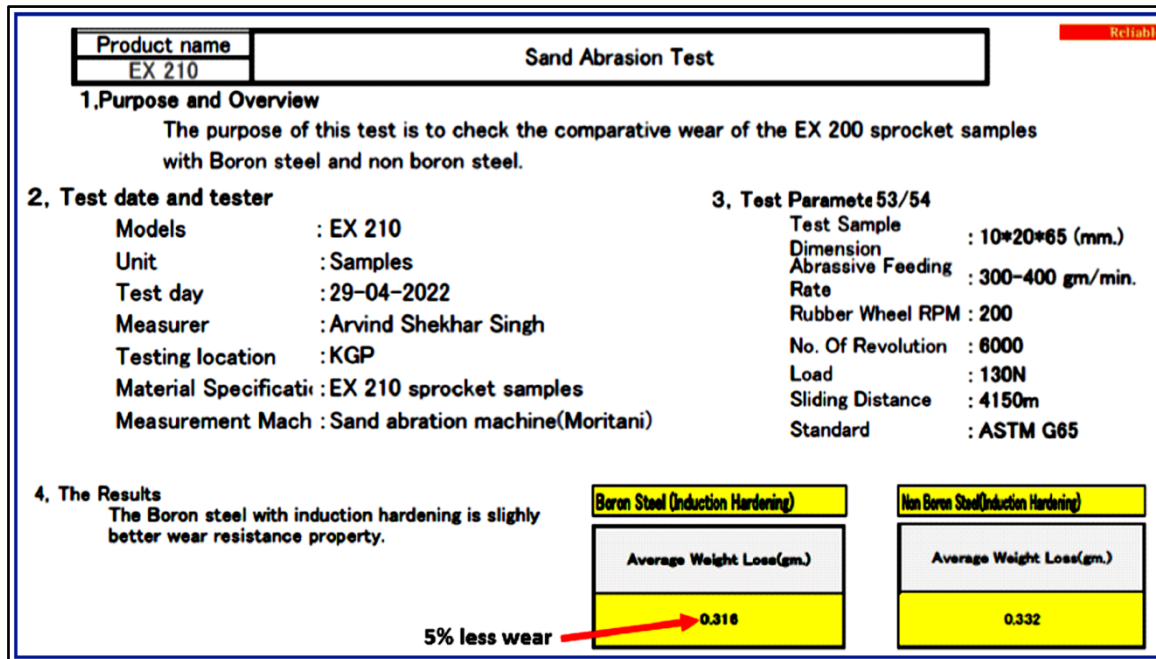 Reliabl
Product name
EX 210
Sand Abrasion Test
1,Purpose and Overview
The purpose of this test is to check the comparative wear of the EX 200 sprocket samples
with Boron steel and non boron steel.
2, Test date and tester
Models : EX 210
Unit : Samples
Test day : 29-04-2022
Measurer : Arvind Shekhar Singh
Testing location : KGP
Material Specificatic : EX 210 sprocket samples
Measurement Mach : Sand abration machine(Moritani)
3, Test Paramete 53/54
Test Sample
Dimension : 10*20*65 (mm.)
Abrassive Feeding
Rate : 300-400 gm/min.
Rubber Wheel RPM : 200
No. Of Revolution : 6000
Load : 130N
Sliding Distance : 4150m
Standard : ASTM G65
4, The Results
The Boron steel with induction hardening is slighly
better wear resistance property.
Boron Steel (Induction Hardening)
Average Weight Loss(gm.)
0.316
5% less wear
Non Boron Steel(Induction Hardening)
Average Weight Loss(gm.)
0.332